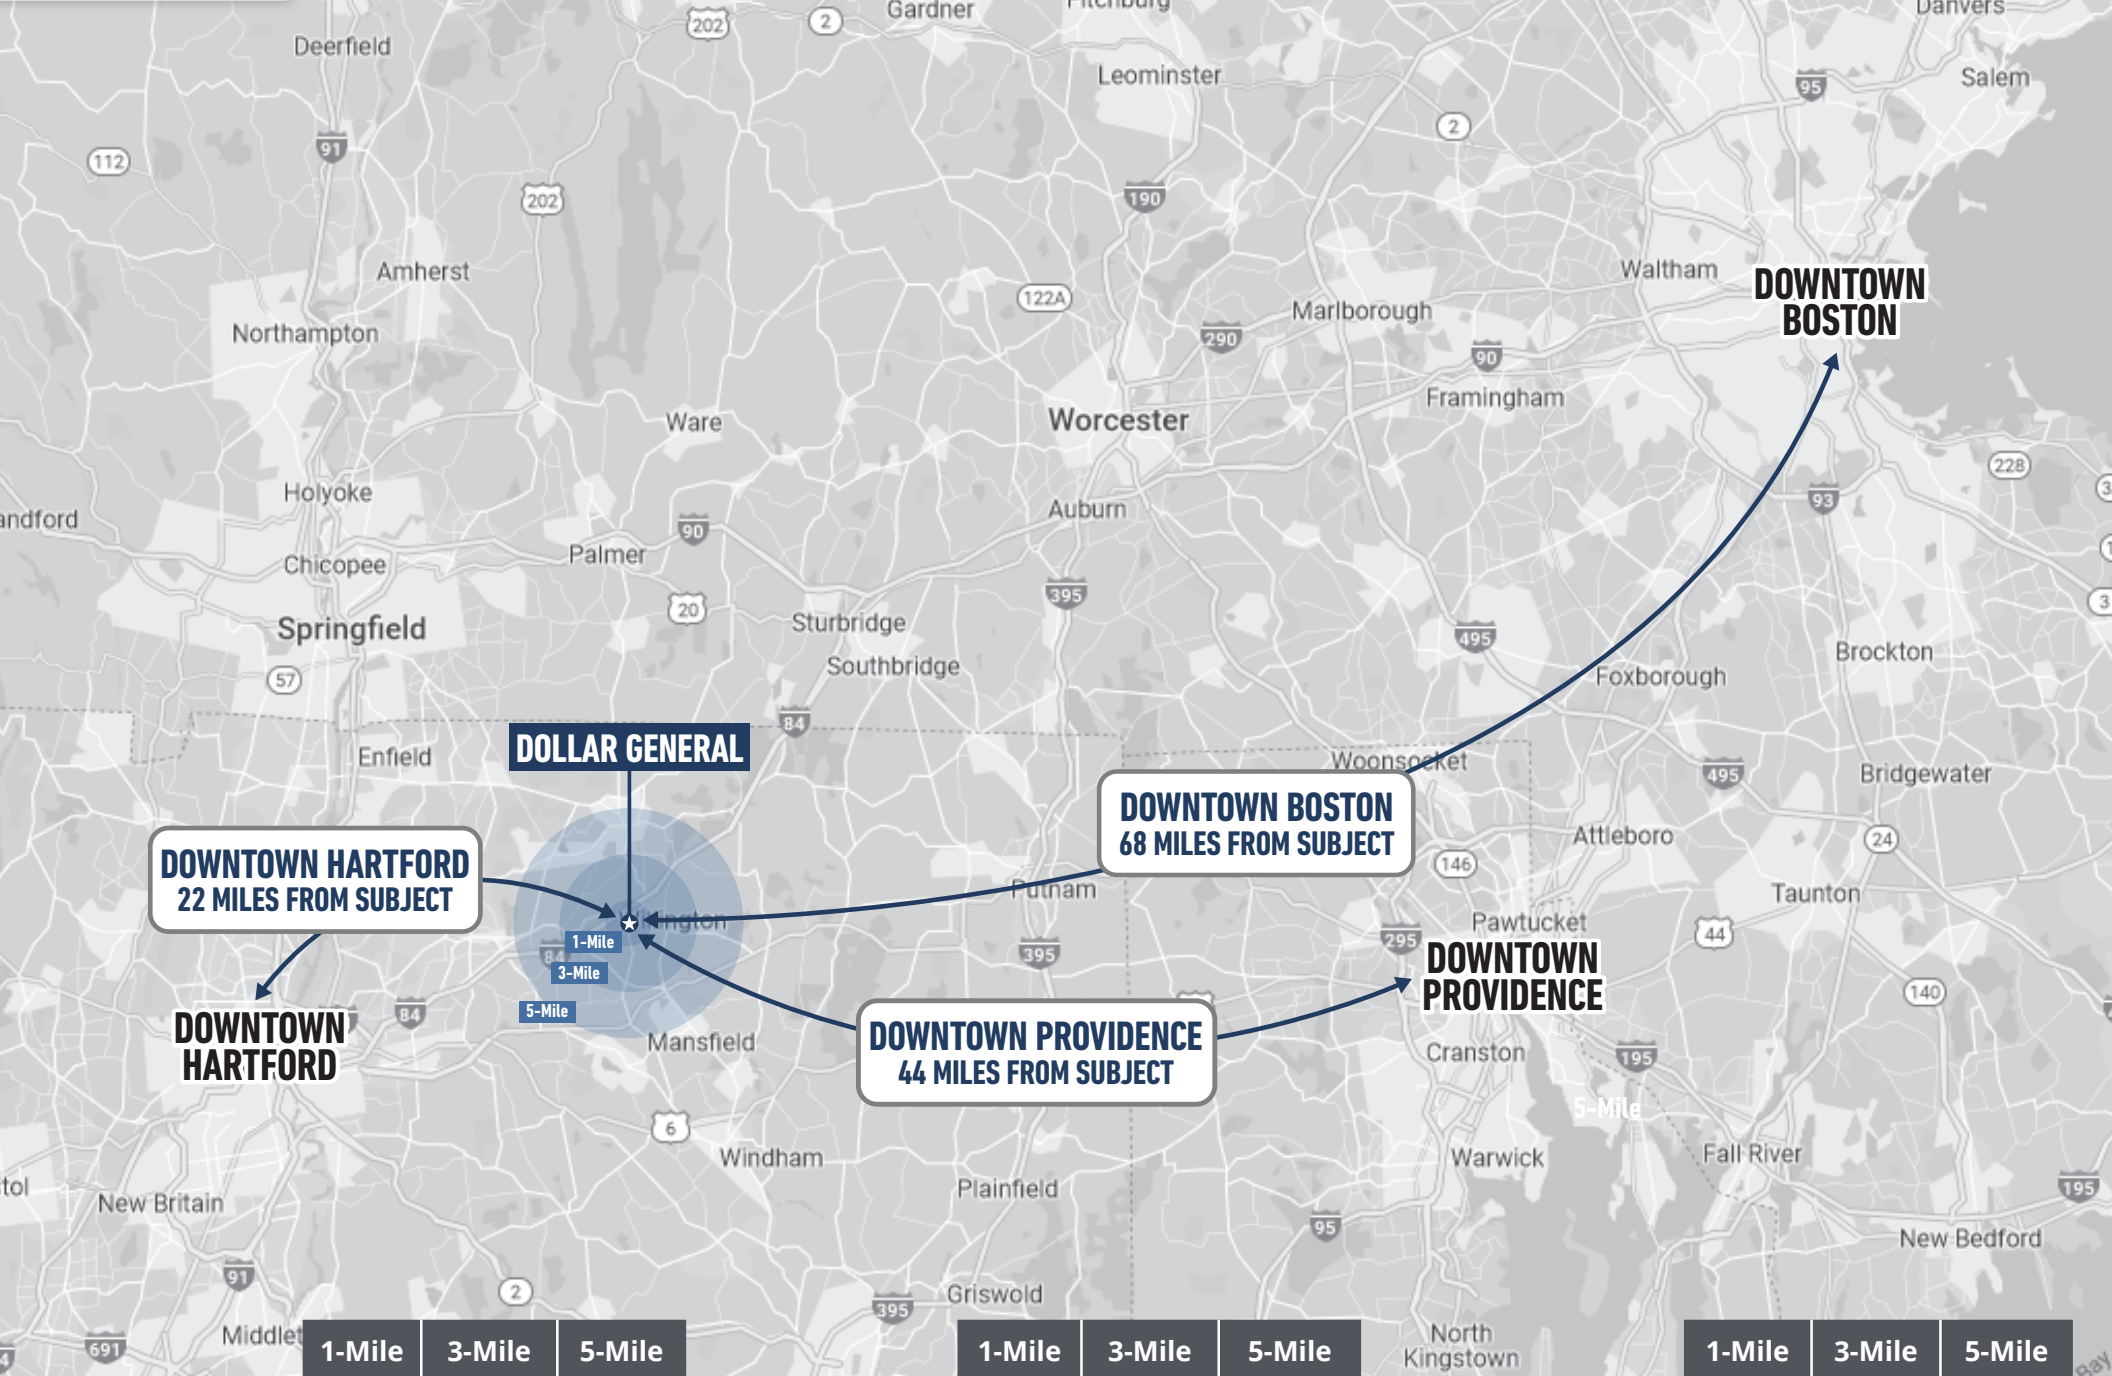 Gardner
Deerfield
Leominster
Danvers
Salem
202
2
95
2
91
112
202
190
Amherst
Waltham
DOWNTOWN
BOSTON
122A
Marlborough
Northampton
290
90
Framingham
Ware
Worcester
228
Holyoke
93
Auburn
90
Palmer
Chicopee
395
20
Springfield
Sturbridge
495
Brockton
Southbridge
Foxborough
57
84
DOLLAR GENERAL
Enfield
Woonsocket
495
Bridgewater
DOWNTOWN BOSTON
68 MILES FROM SUBJECT
Attleboro
24
146
DOWNTOWN HARTFORD
22 MILES FROM SUBJECT
Putnam
Taunton
Pawtucket
44
295
1-Mile
84
3-Mile
395
DOWNTOWN
PROVIDENCE
140
5-Mile
84
DOWNTOWN
HARTFORD
Mansfield
DOWNTOWN PROVIDENCE
44 MILES FROM SUBJECT
Cranston
195
5-Mile
6
Windham
Warwick
Fall River
Plainfield
195
New Britain
95
New Bedford
91
2
Griswold
395
691
North
Kingstown
1-Mile 3-Mile 5-Mile
1-Mile 3-Mile 5-Mile
1-Mile 3-Mile 5-Mile
Bay